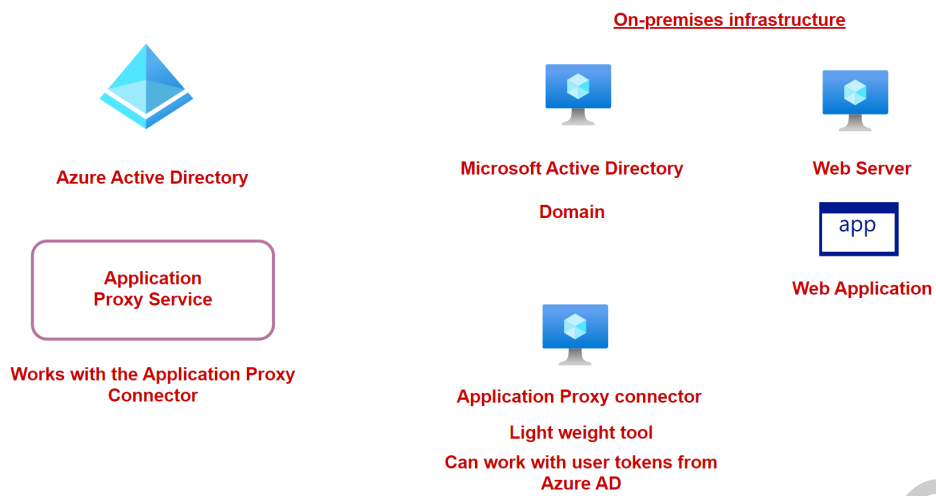 On-premises infrastructure
Azure Active Directory
Microsoft Active Directory
Domain
Web Server
app
Web Application
Application
Proxy Service
Works with the Application Proxy
Connector
Application Proxy connector
Light weight tool
Can work with user tokens from
Azure AD